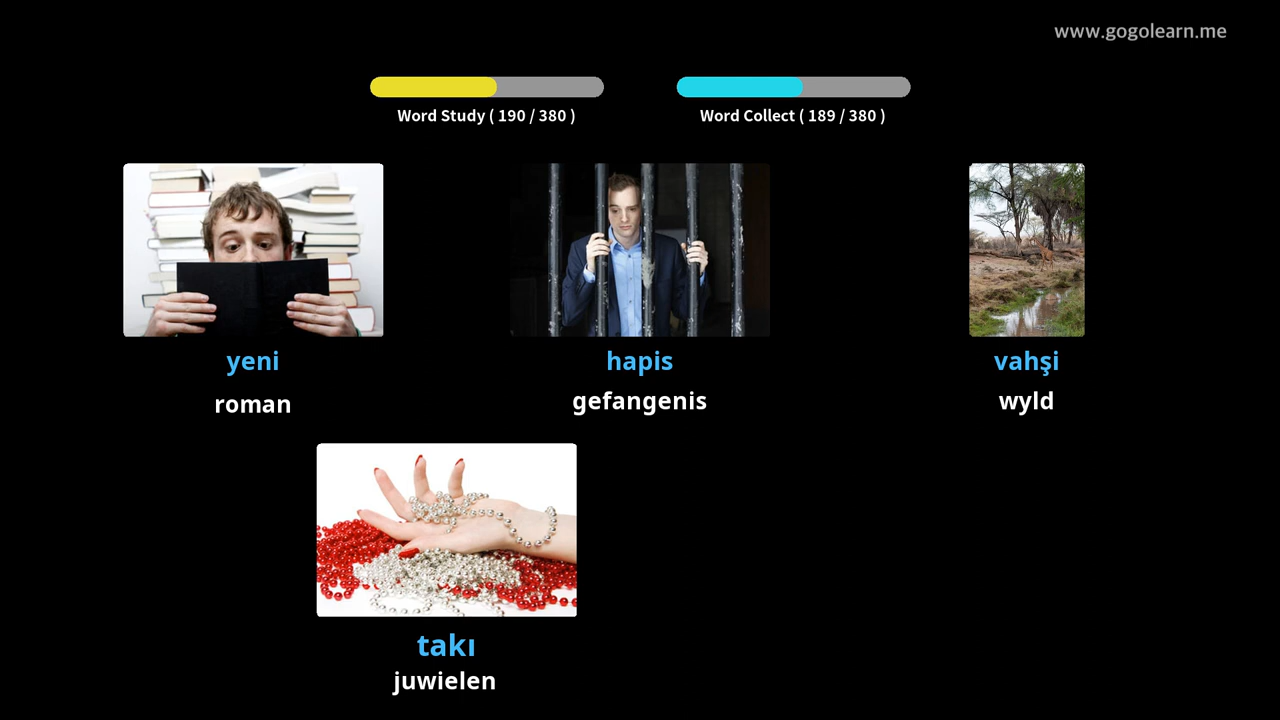 www.gogolearn.me
Word Study ( 190 / 380 )
Word Collect ( 189 / 380 )
yeni
roman
hapis
gefangenis
vahşi
wyld
takı
juwielen